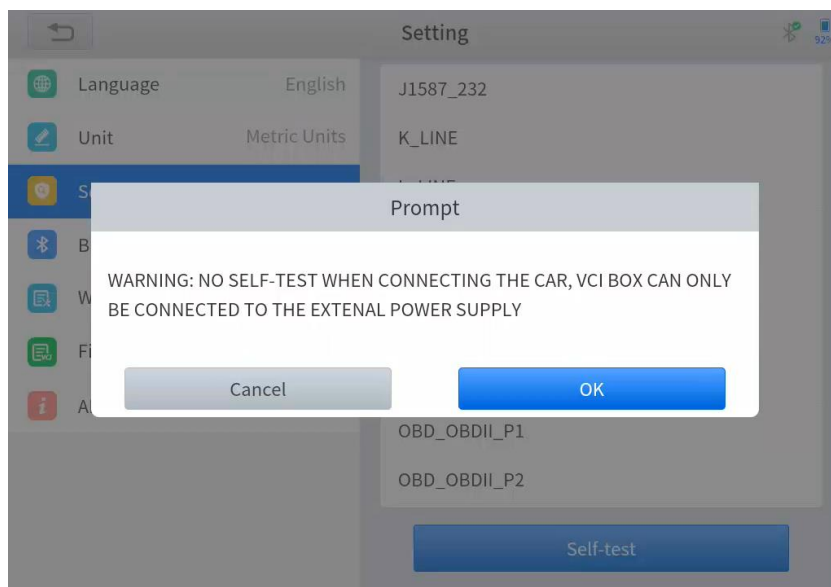 Setting
92%
Language English
Unit Metric Units
J1587_232
K_LINE
Prompt
WARNING: NO SELF-TEST WHEN CONNECTING THE CAR, VCI BOX CAN ONLY
BE CONNECTED TO THE EXTENAL POWER SUPPLY
Cancel
OK
OBD_OBDII_P1
OBD_OBDII_P2
Self-test